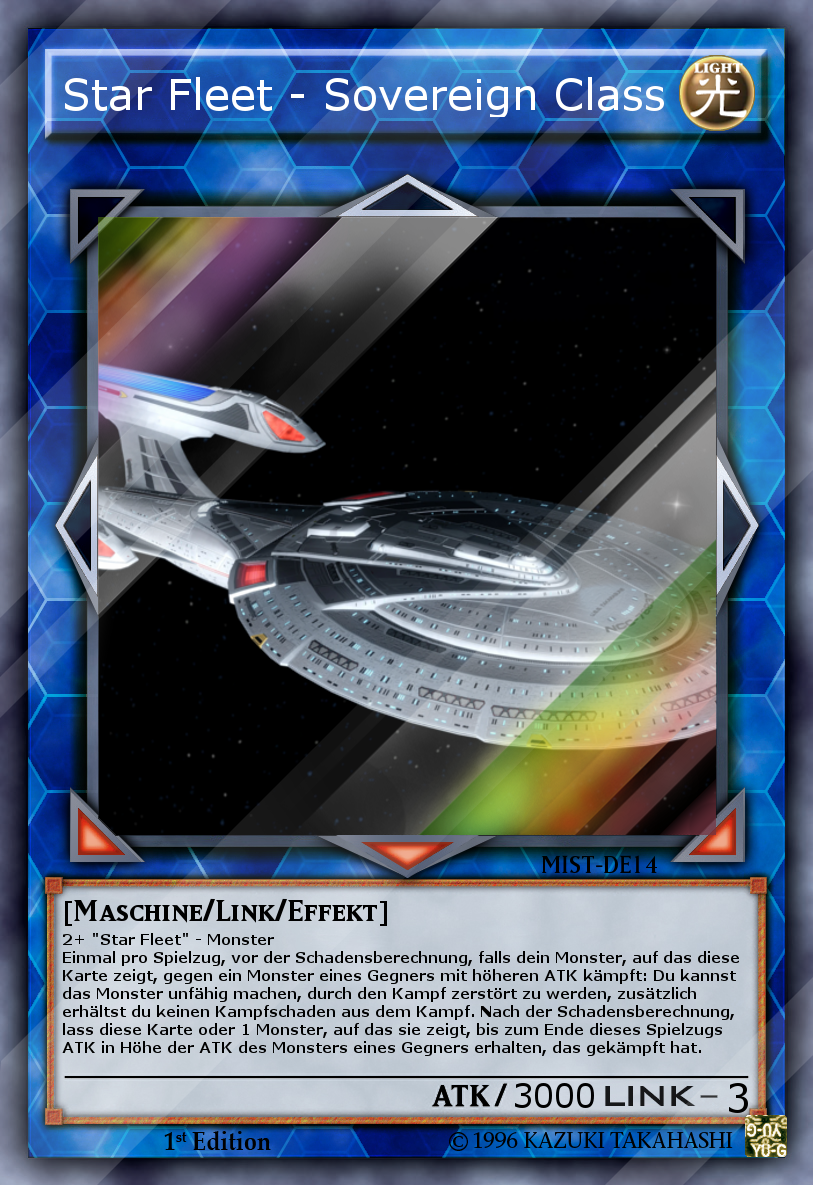 Star Fleet - Sovereign Class
LIGHT
光
MIST-DE14
[MASCHINE/LINK/EFFEKT]
2+ "Star Fleet" - Monster
Einmal pro Spielzug, vor der Schadensberechnung, falls dein Monster, auf das diese
Karte zeigt, gegen ein Monster eines Gegners mit höheren ATK kämpft: Du kannst
das Monster unfähig machen, durch den Kampf zerstört zu werden, zusätzlich
erhältst du keinen Kampfschaden aus dem Kampf. Nach der Schadensberechnung,
lass diese Karte oder 1 Monster, auf das sie zeigt, bis zum Ende dieses Spielzugs
ATK in Höhe der ATK des Monsters eines Gegners erhalten, das gekämpft hat.
ATK/3000 LINK-3
1st Edition
© 1996 KAZUKI TAKAHASHI